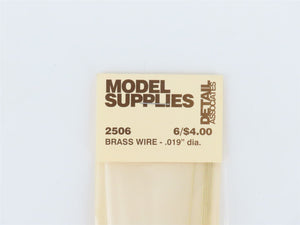 MODEL
SUPPLIES
DETAIL
ASSOCIATES
2506 6/$4.00
BRASS WIRE - .019" dia.